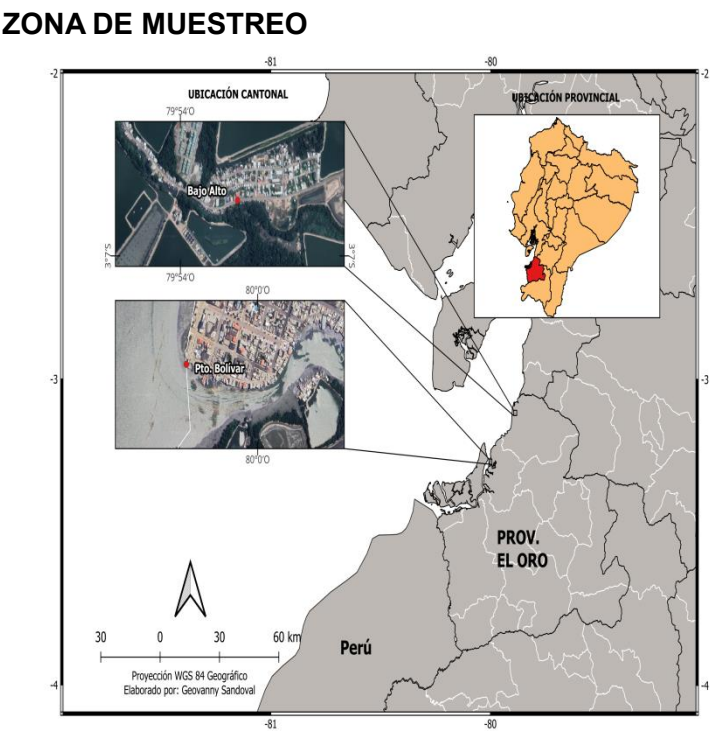 ZONA DE MUESTREO
-81
-80
-2
-2
UBICACIÓN CANTONAL
UBICACIÓN PROVINCIAL
79°54'O
Bajo Alto
3°7'S
3°7'S
79°54'O
80°0'O
-3
-3
Pto. Bolívar
80°0'O
PROV.
EL ORO
30
0
30
60 km
Perú
Proyección WGS 84 Geográfico
Elaborado por: Geovanny Sandoval
-4
-4
-81
-80